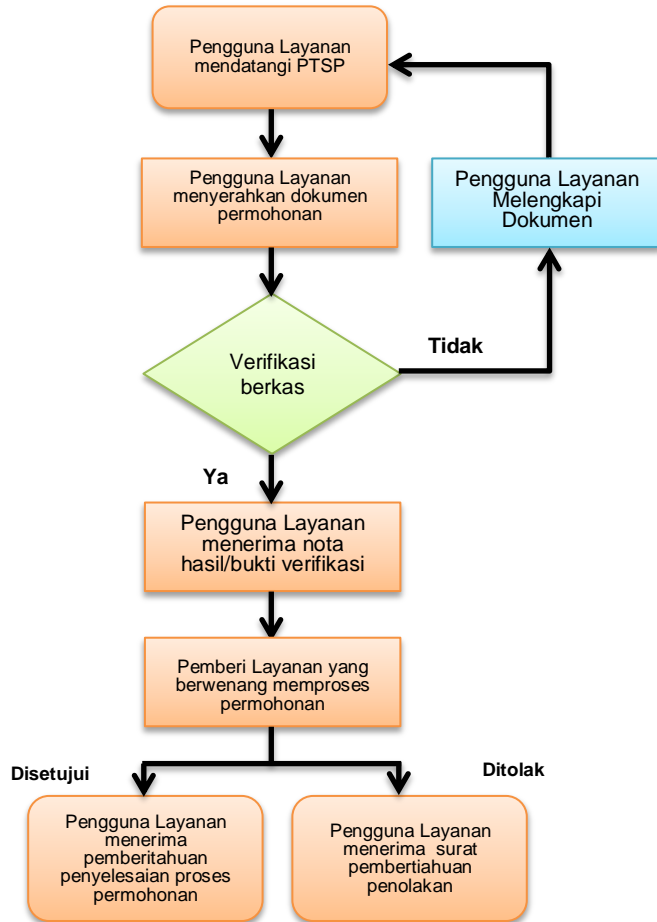 Pengguna Layanan
mendatangi PTSP
Pengguna Layanan
menyerahkan dokumen
permohonan
Pengguna Layanan
Melengkapi
Dokumen
Verifikasi
berkas
Tidak
Ya
Pengguna Layanan
menerima nota
hasil/bukti verifikasi
Pemberi Layanan yang
berwenang memproses
permohonan
Disetujui
Ditolak
Pengguna Layanan
menerima
pemberitahuan
penyelesaian proses
permohonan
Pengguna Layanan
menerima surat
pembertiahuan
penolakan